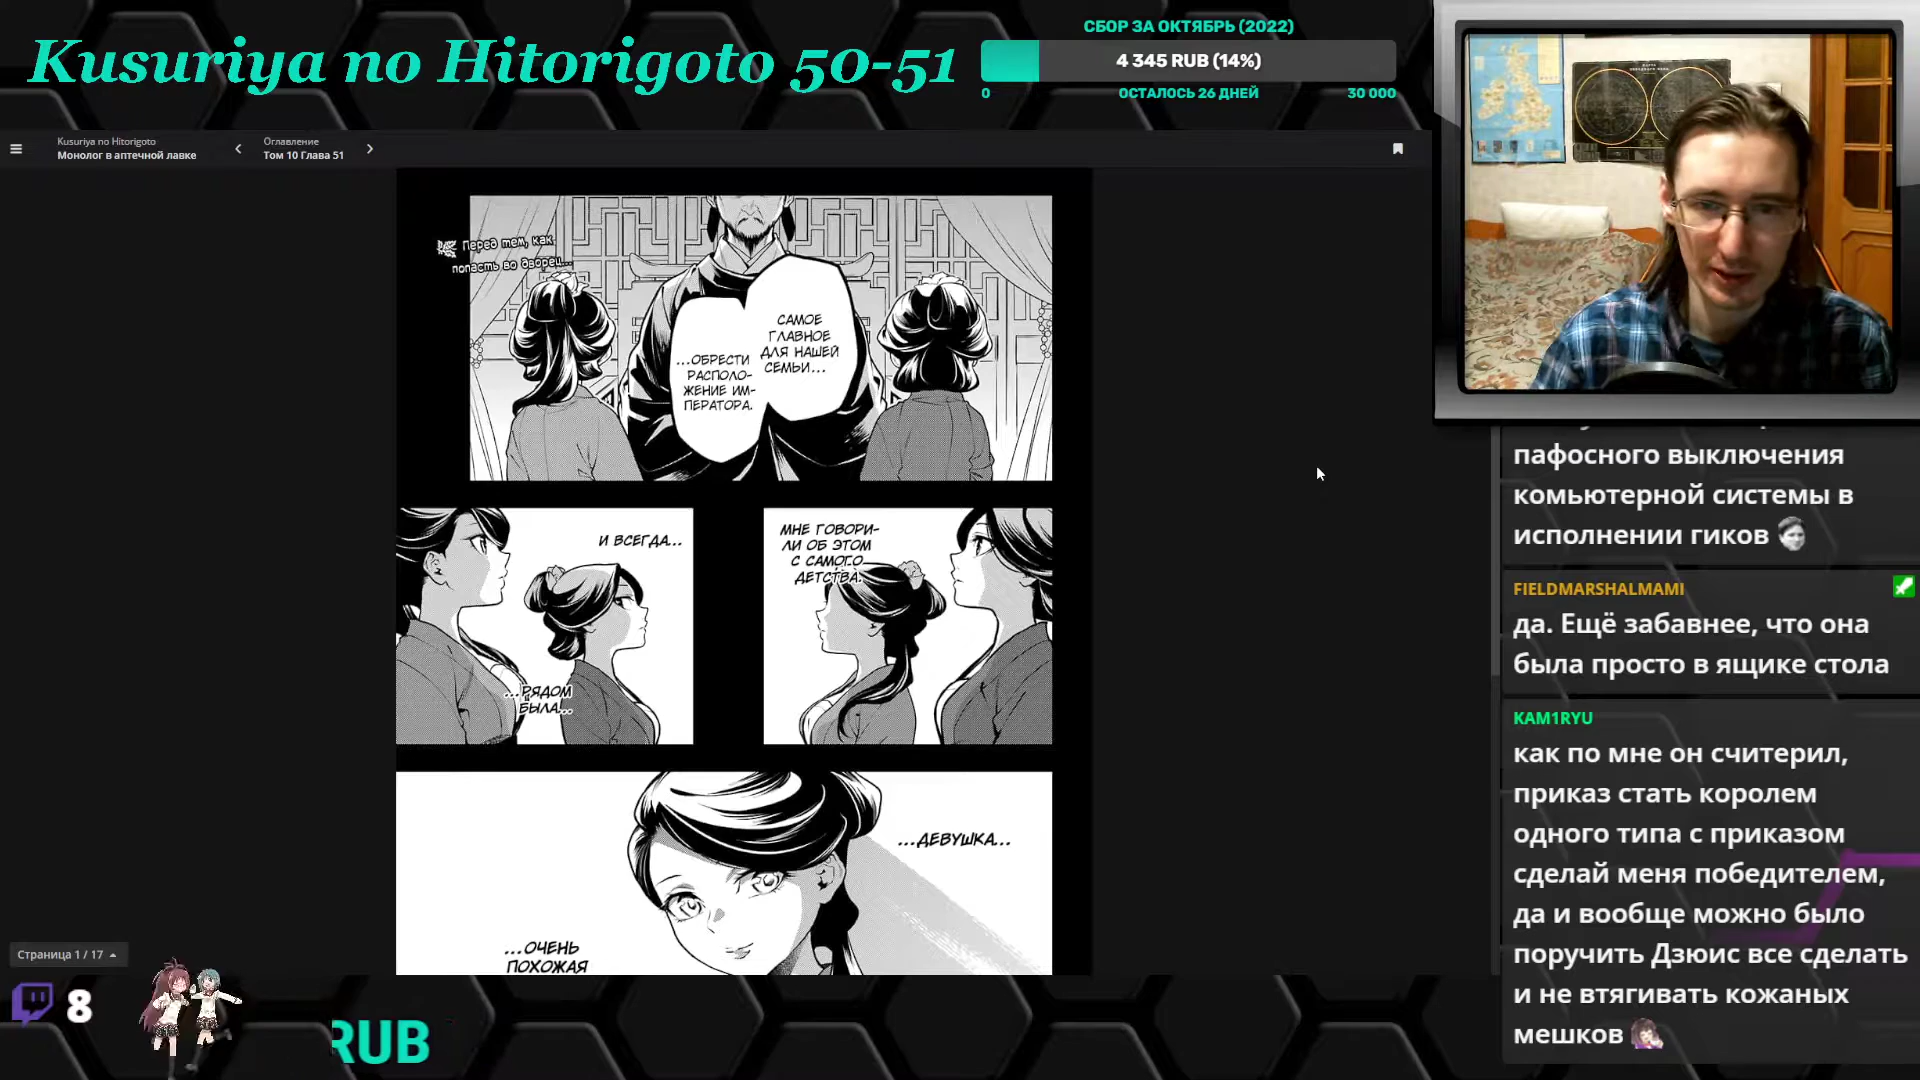 Kusuriya no Hitorigoto 50-51
СБОР ЗА ОКТЯБРЬ (2022)
4 345 RUB (14%)
0
ОСТАЛОСЬ 26 ДНЕЙ
30 000
Kusuriya no Hitorigoto
Монолог в аптечной лавке
Оглавление
Том 10 Глава 51
Перед тем, как
попасть во дворец...
САМОЕ
ГЛАВНОЕ
ДЛЯ НАШЕЙ
СЕМЬИ...
...ОБРЕСТИ
РАСПОЛО-
ЖЕНИЕ ИМ-
ПЕРАТОРА.
МНЕ ГОВОРИ-
ЛИ ОБ ЭТОМ
С САМОГО
ДЕТСТВА.
И ВСЕГДА...
...РЯДОМ
БЫЛА...
...ДЕВУШКА...
...ОЧЕНЬ
ПОХОЖАЯ
Страница 1 / 17
8
RUB
пафосного выключения
комьютерной системы в
исполнении гиков
FIELDMARSHALMAMI
да. Ещё забавнее, что она
была просто в ящике стола
KAM1RYU
как по мне он считерил,
приказ стать королем
одного типа с приказом
сделай меня победителем,
да и вообще можно было
поручить Дзюис все сделать
и не втягивать кожаных
мешков